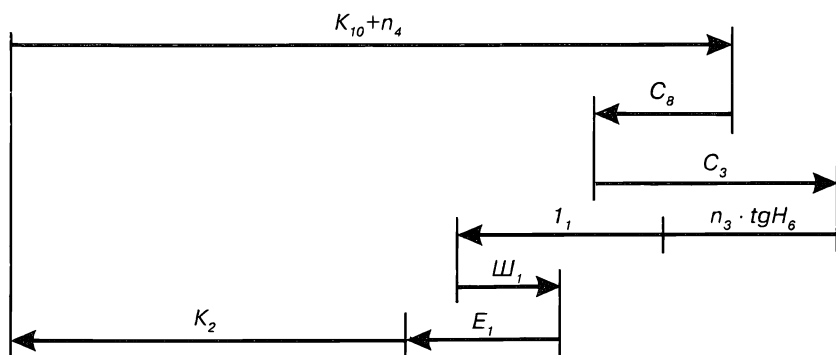 K₁₀+n₄
C₈
C₃
1₁ n₃ · tgH₆
Ш₁
K₂ E₁